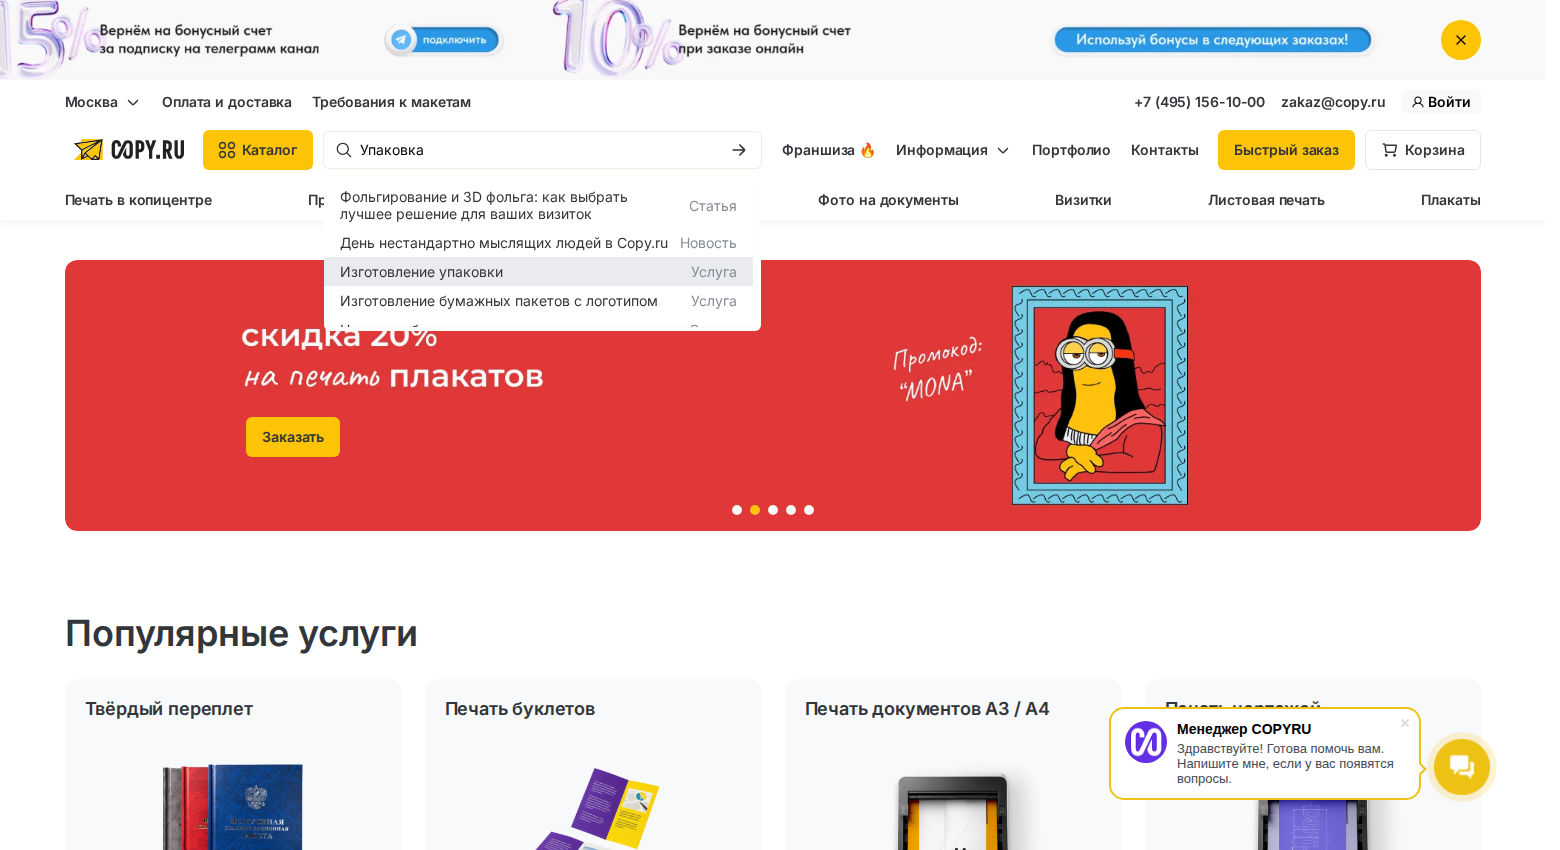 15%
Вернём на бонусный счет
за подписку на телеграмм канал
подключить
10%
Вернём на бонусный счет
при заказе онлайн
Используй бонусы в следующих заказах!
Москва
Оплата и доставка
Требования к макетам
+7 (495) 156-10-00
zakaz@copy.ru
Войти
COPY.RU
Каталог
Упаковка
Франшиза 🔥
Информация
Портфолио
Контакты
Быстрый заказ
Корзина
Печать в копицентре
Фото на документы
Визитки
Листовая печать
Плакаты
Фольгирование и 3D фольга: как выбрать
лучшее решение для ваших визиток
Статья
День нестандартно мыслящих людей в Copy.ru
Новость
Изготовление упаковки
Услуга
Изготовление бумажных пакетов с логотипом
Услуга
скидка 20%
на печать плакатов
Заказать
Промокод:
"MONA"
Популярные услуги
Твёрдый переплет
Печать буклетов
Печать документов А3 / А4
Печать чертежей
Менеджер COPYRU
Здравствуйте! Готова помочь вам.
Напишите мне, если у вас появятся
вопросы.